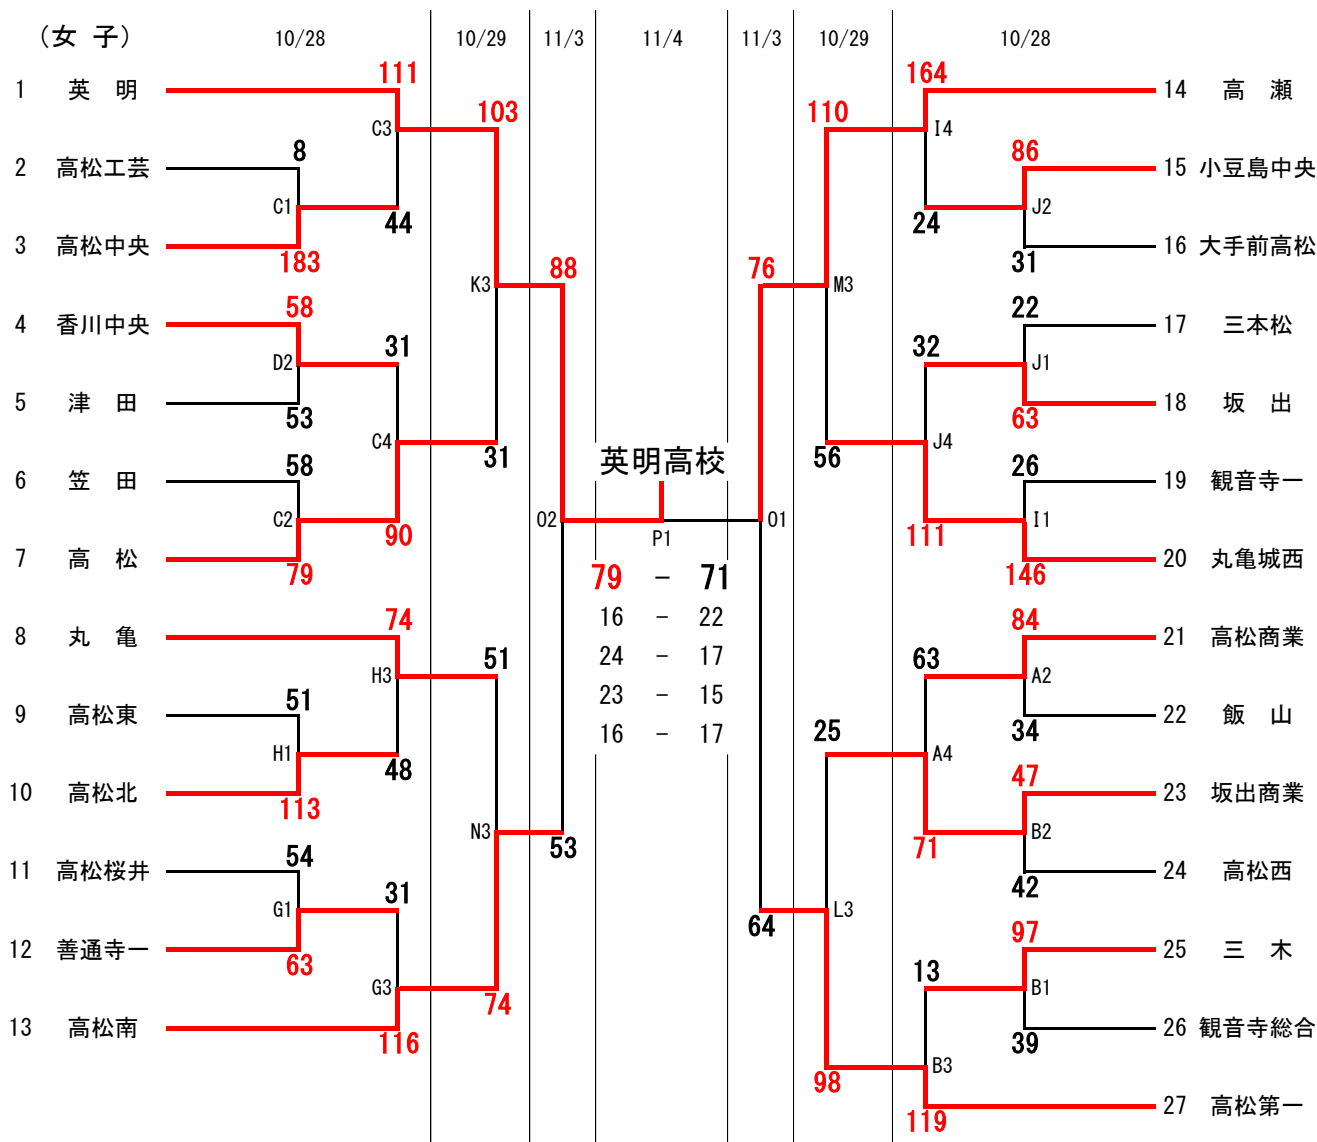 (女 子)
10/28 10/29 11/3 11/4 11/3 10/29 10/28
1 英 明 111 103 110 164 14 高 瀬
C3 I4
2 高松工芸 8 86 15 小豆島中央
C1 J2
3 高松中央 183 44 24 31 16 大手前高松
K3 88 76 M3
4 香川中央 58 31 32 22 17 三本松
D2 J1
5 津 田 53 63 18 坂 出
C4 31 英明高校 56 J4
6 笠 田 58 26 19 観音寺一
C2 O2 P1 O1 I1
7 高 松 79 90 111 146 20 丸亀城西
79 - 71
16 - 22
24 - 17
23 - 15
16 - 17
8 丸 亀 74 51 63 84 21 高松商業
H3 A2
9 高松東 51 34 22 飯 山
H1 48 25 A4
10 高松北 113 47 23 坂出商業
N3 53 71 B2
11 高松桜井 54 31 42 24 高松西
G1 64 L3
12 善通寺一 63 13 97 25 三 木
G3 74 B1
13 高松南 116 39 26 観音寺総合
98 B3
119 27 高松第一